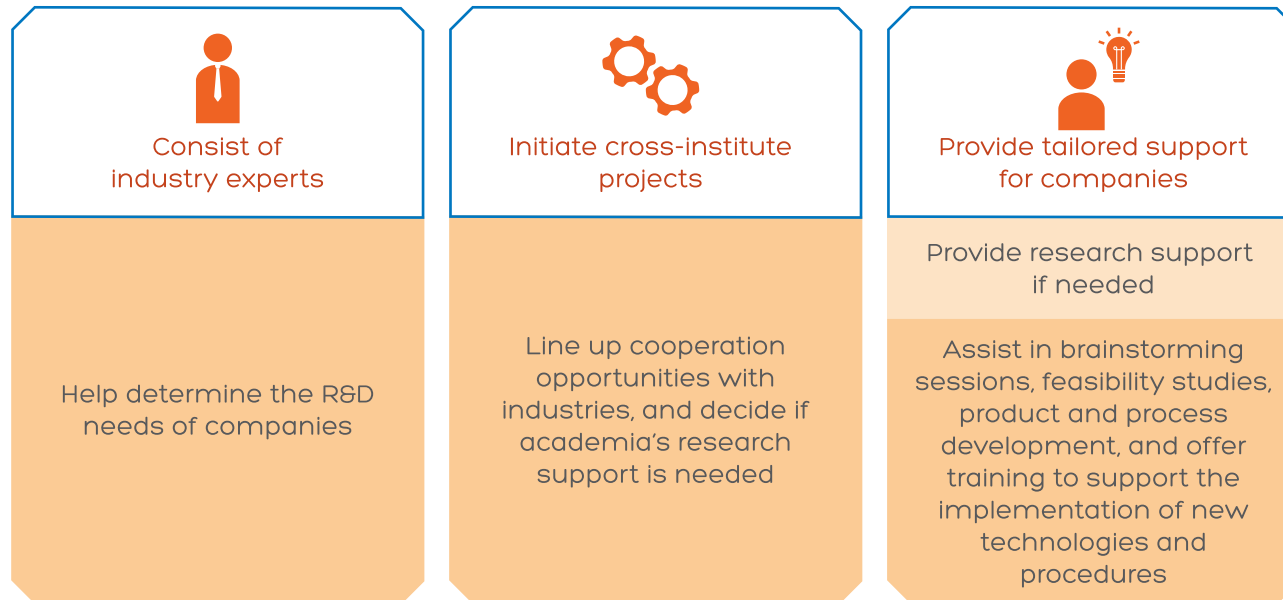 Consist of
industry experts
Help determine the R&D
needs of companies
Initiate cross-institute
projects
Line up cooperation
opportunities with
industries, and decide if
academia's research
support is needed
Provide tailored support
for companies
Provide research support
if needed
Assist in brainstorming
sessions, feasibility studies,
product and process
development, and offer
training to support the
implementation of new
technologies and
procedures